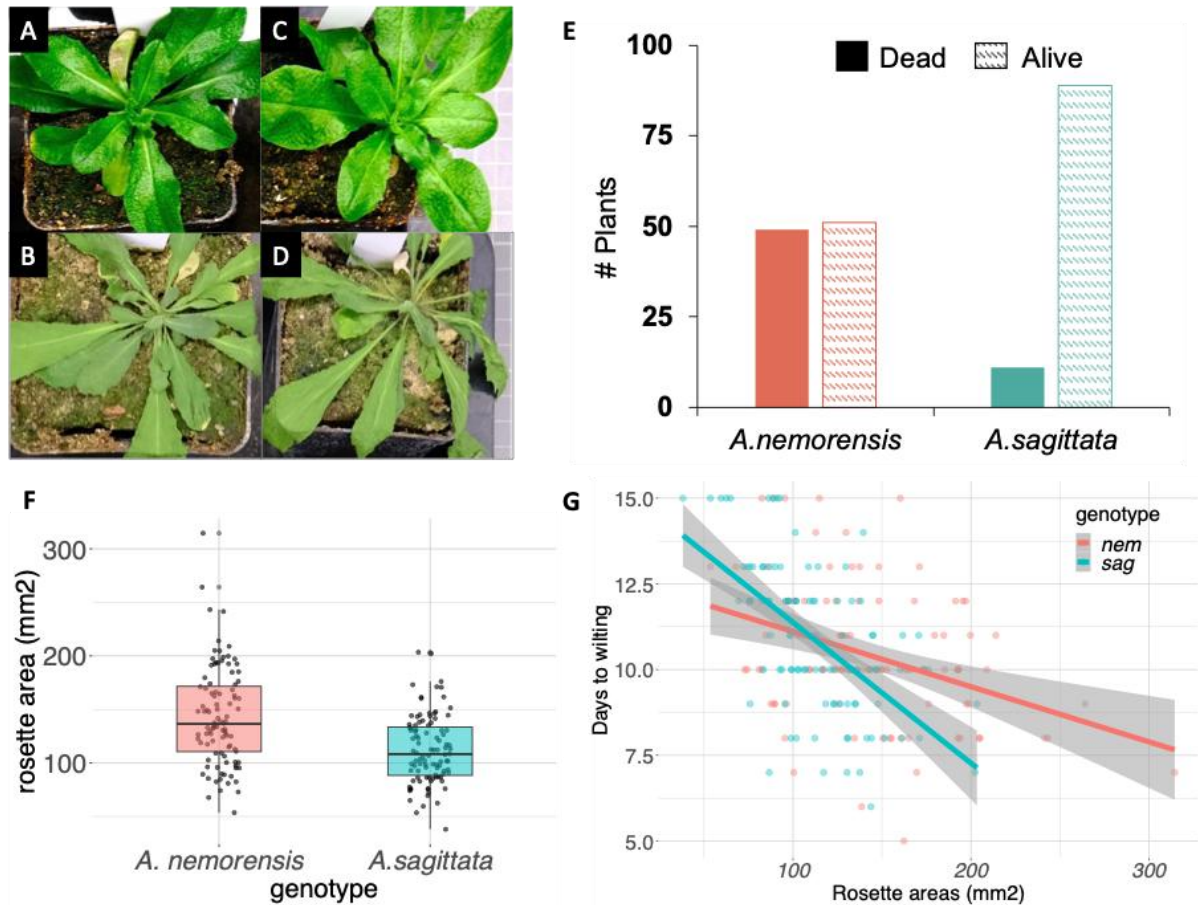 A
C
B
D
E
100
75
50
25
0
# Plants
Dead
Alive
A.nemorensis
A.sagittata
F
300
200
100
rosette area (mm2)
A. nemorensis
A.sagittata
genotype
G
15.0
12.5
10.0
7.5
5.0
Days to wilting
genotype
nem
sag
100
200
300
Rosette areas (mm2)